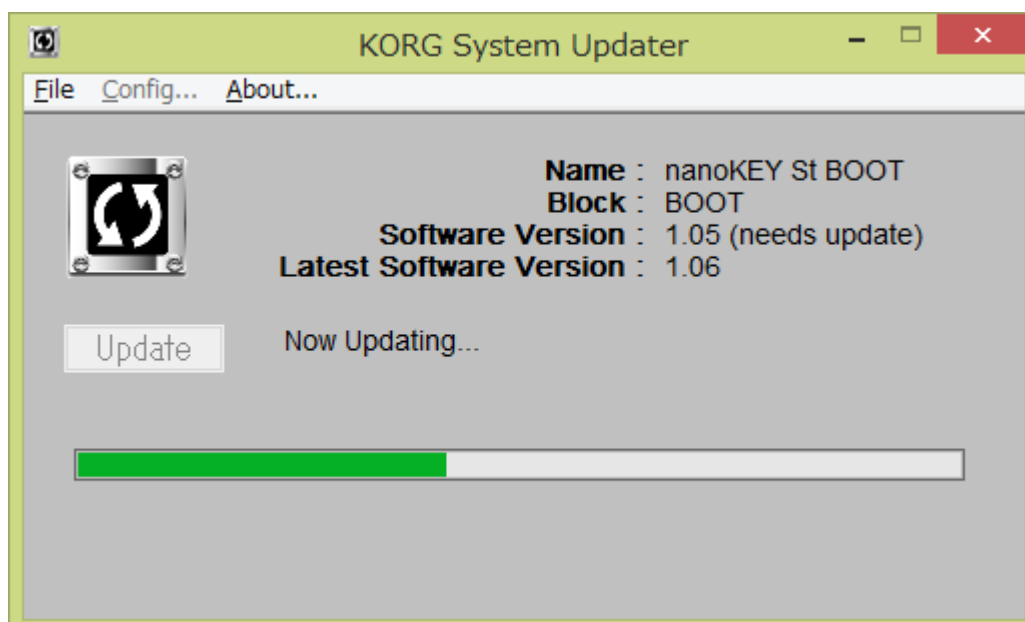 KORG System Updater
File Config... About...
Name : nanoKEY St BOOT
Block : BOOT
Software Version : 1.05 (needs update)
Latest Software Version : 1.06
Update Now Updating...